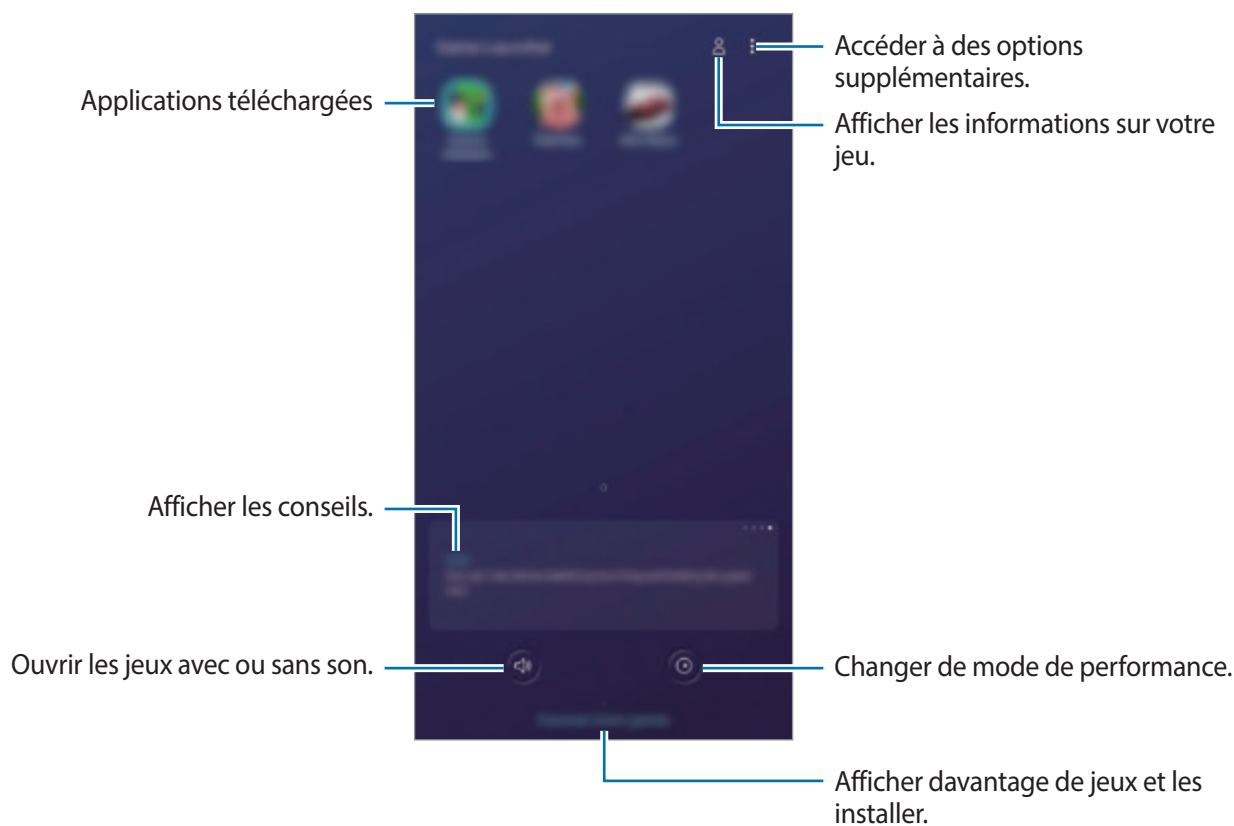 Accéder à des options
supplémentaires.
Applications téléchargées
Afficher les informations sur votre
jeu.
Afficher les conseils.
Ouvrir les jeux avec ou sans son.
Changer de mode de performance.
Afficher davantage de jeux et les
installer.